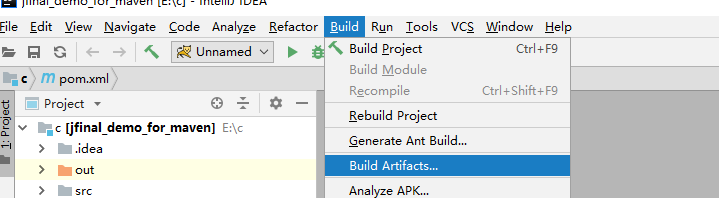 jfinal_demo_for_maven [E:\c] - IntelliJ IDEA
File Edit View Navigate Code Analyze Refactor Build Run Tools VCS Window Help
Unnamed
Build Project Ctrl+F9
Build Module
Recompile Ctrl+Shift+F9
Rebuild Project
Generate Ant Build...
Build Artifacts...
Analyze APK...
c pom.xml
1: Project
Project
c [jfinal_demo_for_maven] E:\c
.idea
out
src